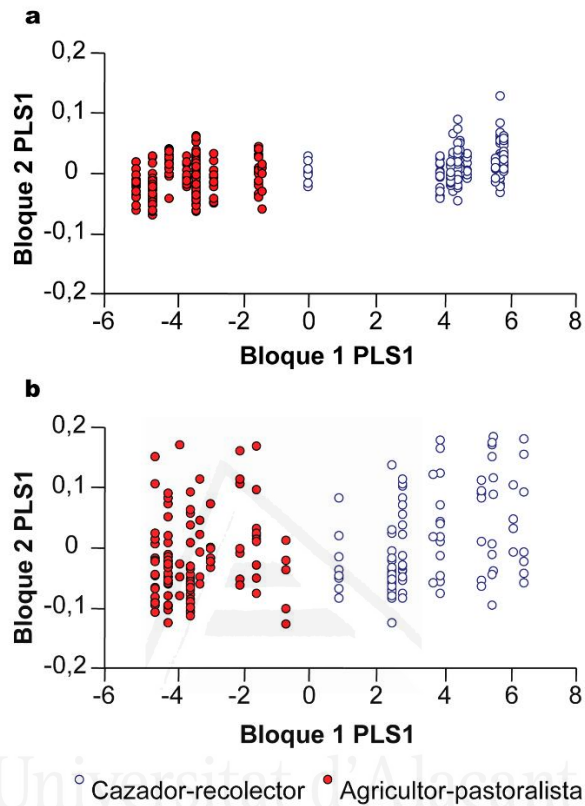 a
0,2
0,1
0
-0,1
-0,2
Bloque 2 PLS1
-6 -4 -2 0 2 4 6 8
Bloque 1 PLS1
b
0,2
0,1
0
-0,1
-0,2
Bloque 2 PLS1
-6 -4 -2 0 2 4 6 8
Bloque 1 PLS1
Universitat d'Alacant
Cazador-recolector Agricultor-pastoralista